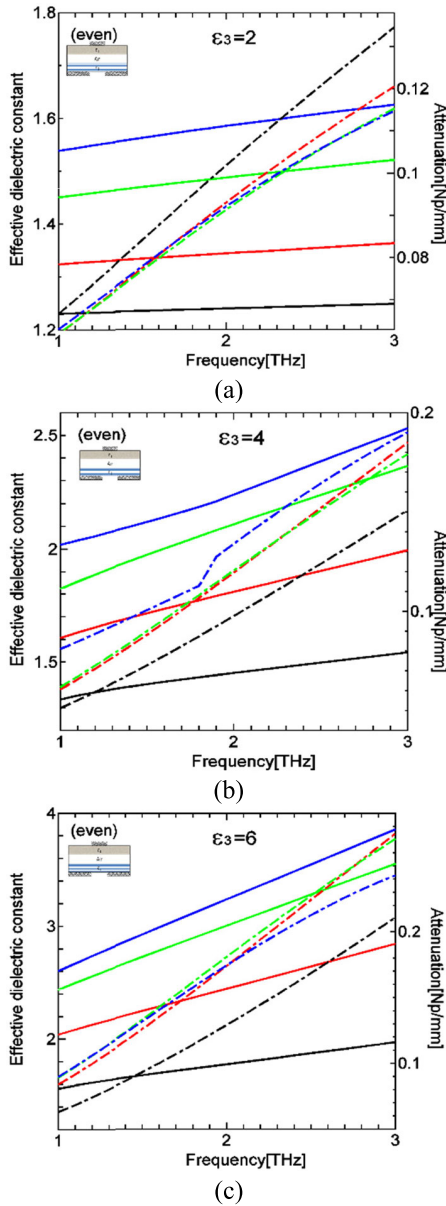 (even)
ε3=2
1.8
1.6
1.4
1.2
0.12
0.1
0.08
Effective dielectric constant
Attenuation[Np/mm]
1
2
3
Frequency[THz]
(a)
(even)
ε3=4
2.5
2
1.5
0.2
0.1
Effective dielectric constant
Attenuation[Np/mm]
1
2
3
Frequency[THz]
(b)
(even)
ε3=6
4
3
2
0.2
0.1
Effective dielectric constant
Attenuation[Np/mm]
1
2
3
Frequency[THz]
(c)